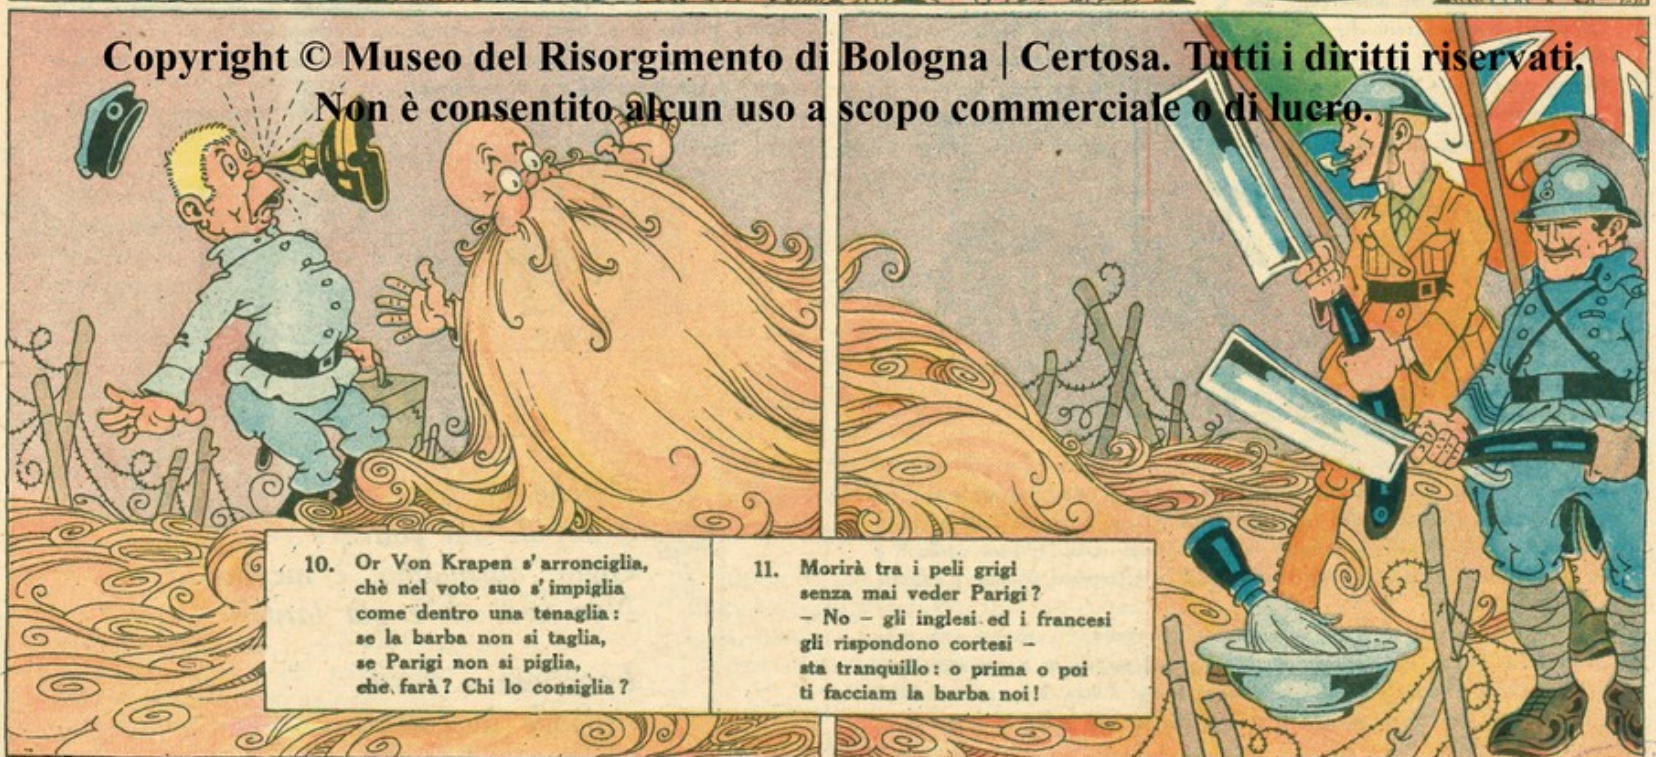 Copyright © Museo del Risorgimento di Bologna | Certosa. Tutti i diritti riservati.
Non è consentito alcun uso a scopo commerciale o di lucro.
10. Or Von Krapen s'arronciglia,
chè nel voto suo s'impiglia
come dentro una tenaglia:
se la barba non si taglia,
se Parigi non si piglia,
che farà? Chi lo consiglia?
11. Morirà tra i peli grigi
senza mai veder Parigi?
– No – gli inglesi ed i francesi
gli rispondono cortesi –
sta tranquillo: o prima o poi
ti facciam la barba noi!